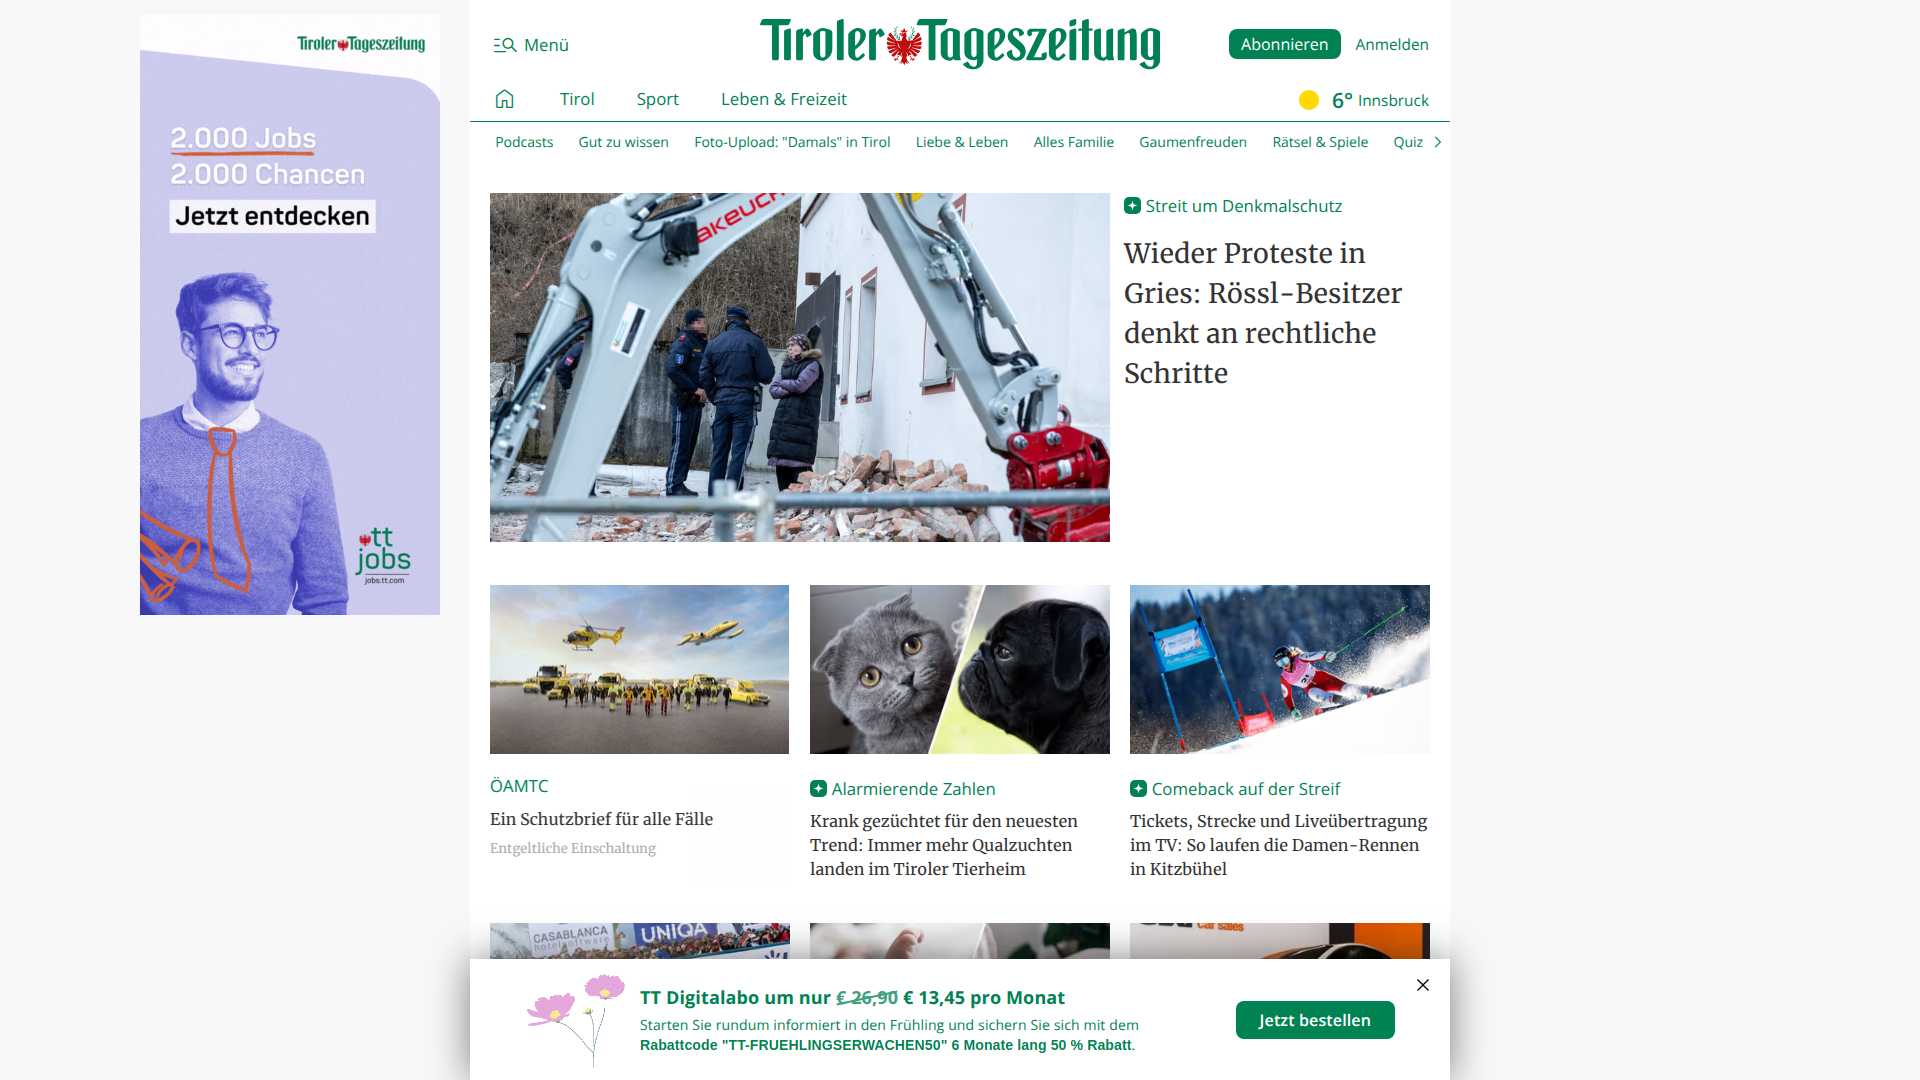 Tiroler Tageszeitung
2.000 Jobs
2.000 Chancen
Jetzt entdecken
tt
jobs
jobs.tt.com
Menü
Tiroler Tageszeitung
Abonnieren
Anmelden
Tirol
Sport
Leben & Freizeit
6° Innsbruck
Podcasts
Gut zu wissen
Foto-Upload: "Damals" in Tirol
Liebe & Leben
Alles Familie
Gaumenfreuden
Rätsel & Spiele
Quiz
AKEUCH
Streit um Denkmalschutz
Wieder Proteste in
Gries: Rössl-Besitzer
denkt an rechtliche
Schritte
ÖAMTC
Ein Schutzbrief für alle Fälle
Entgeltliche Einschaltung
Alarmierende Zahlen
Krank gezüchtet für den neuesten
Trend: Immer mehr Qualzuchten
landen im Tiroler Tierheim
Comeback auf der Streif
Tickets, Strecke und Liveübertragung
im TV: So laufen die Damen-Rennen
in Kitzbühel
CASABLANCA
hotelsoftware
UNIQA
car sales
TT Digitalabo um nur € 26,90 € 13,45 pro Monat
Starten Sie rundum informiert in den Frühling und sichern Sie sich mit dem
Rabattcode "TT-FRUEHLINGSERWACHEN50" 6 Monate lang 50 % Rabatt.
Jetzt bestellen